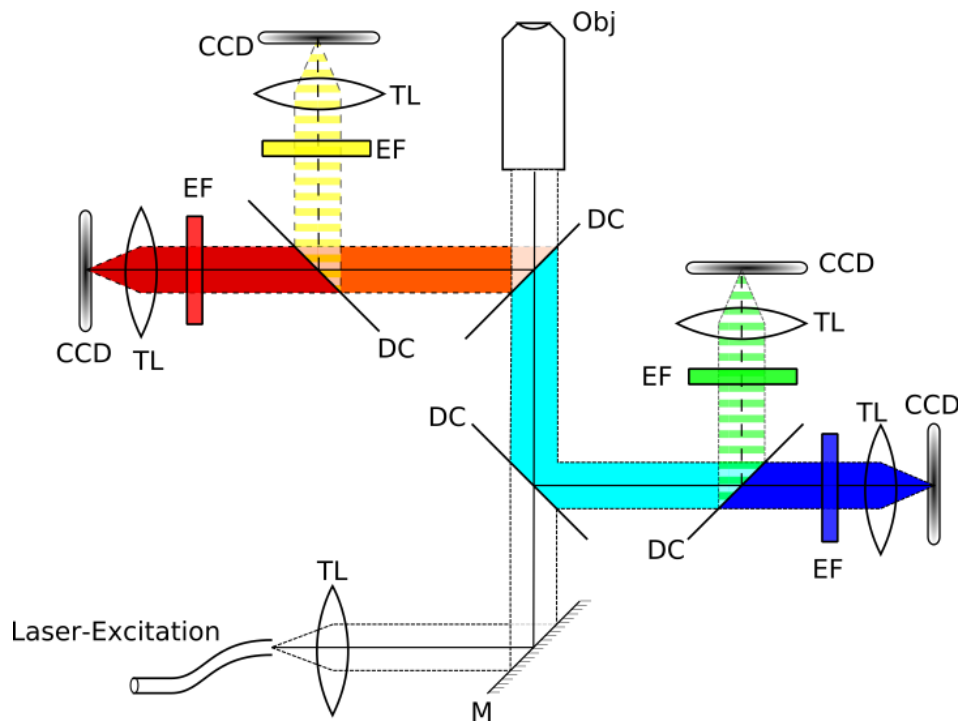 Obj
CCD
TL
EF
EF
DC
CCD
TL
CCD
TL
DC
EF
TL
CCD
DC
DC
EF
TL
Laser-Excitation
M